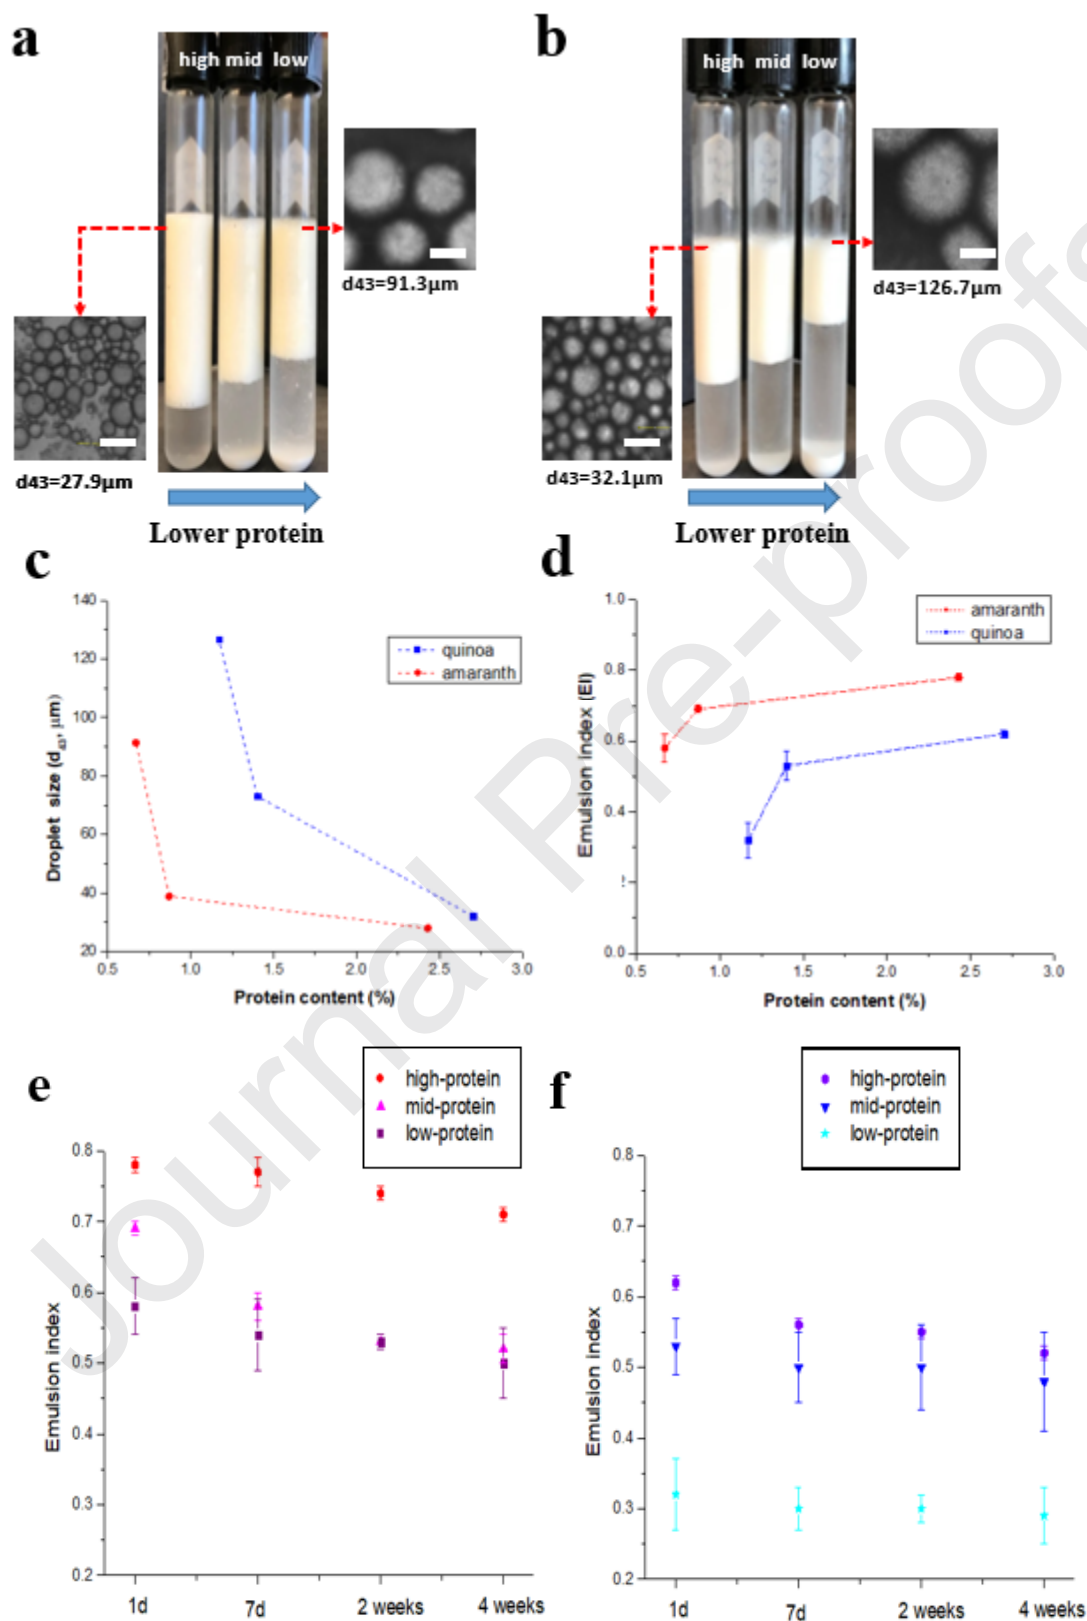 a
high mid low
d43=91.3μm
d43=27.9μm
Lower protein
b
high mid low
d43=126.7μm
d43=32.1μm
Lower protein
c
140
120
100
80
60
40
20
Droplet size (d43, μm)
quinoa
amaranth
0.5 1.0 1.5 2.0 2.5 3.0
Protein content (%)
d
1.0
0.8
0.6
0.4
0.0
Emulsion index (EI)
amaranth
quinoa
0.5 1.0 1.5 2.0 2.5 3.0
Protein content (%)
e
high-protein
mid-protein
low-protein
0.8
0.7
0.6
0.5
0.4
0.3
0.2
Emulsion index
1d 7d 2 weeks 4 weeks
f
high-protein
mid-protein
low-protein
0.8
0.7
0.6
0.5
0.4
0.3
0.2
Emulsion index
1d 7d 2 weeks 4 weeks
Journal Pre-proofs